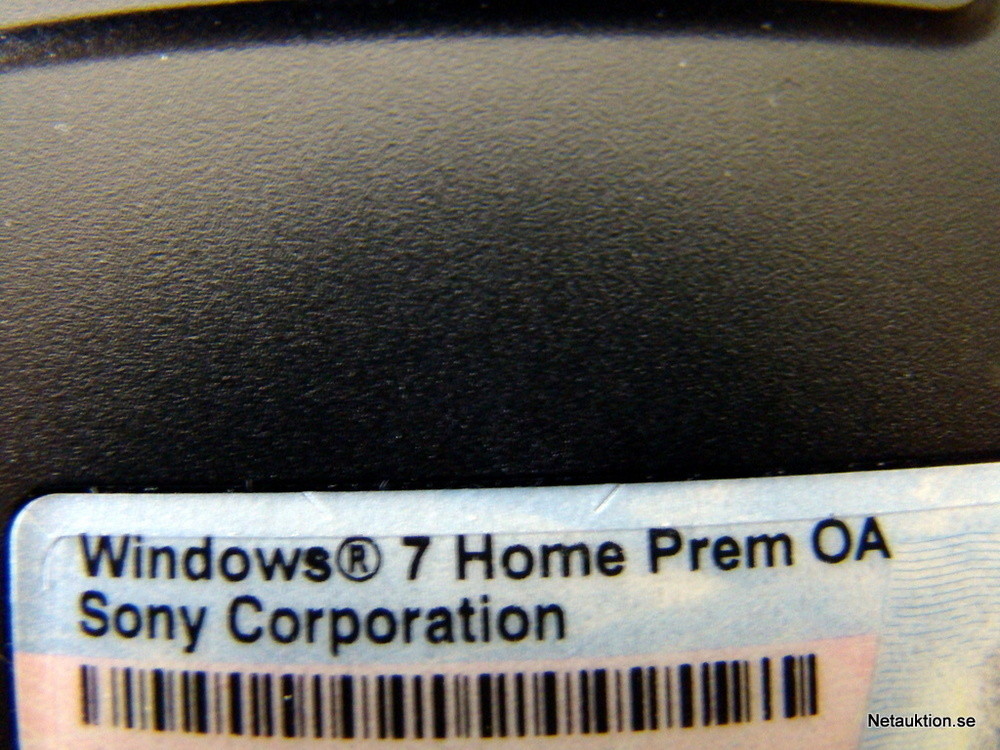 Windows® 7 Home Prem OA
Sony Corporation
Netauktion.se